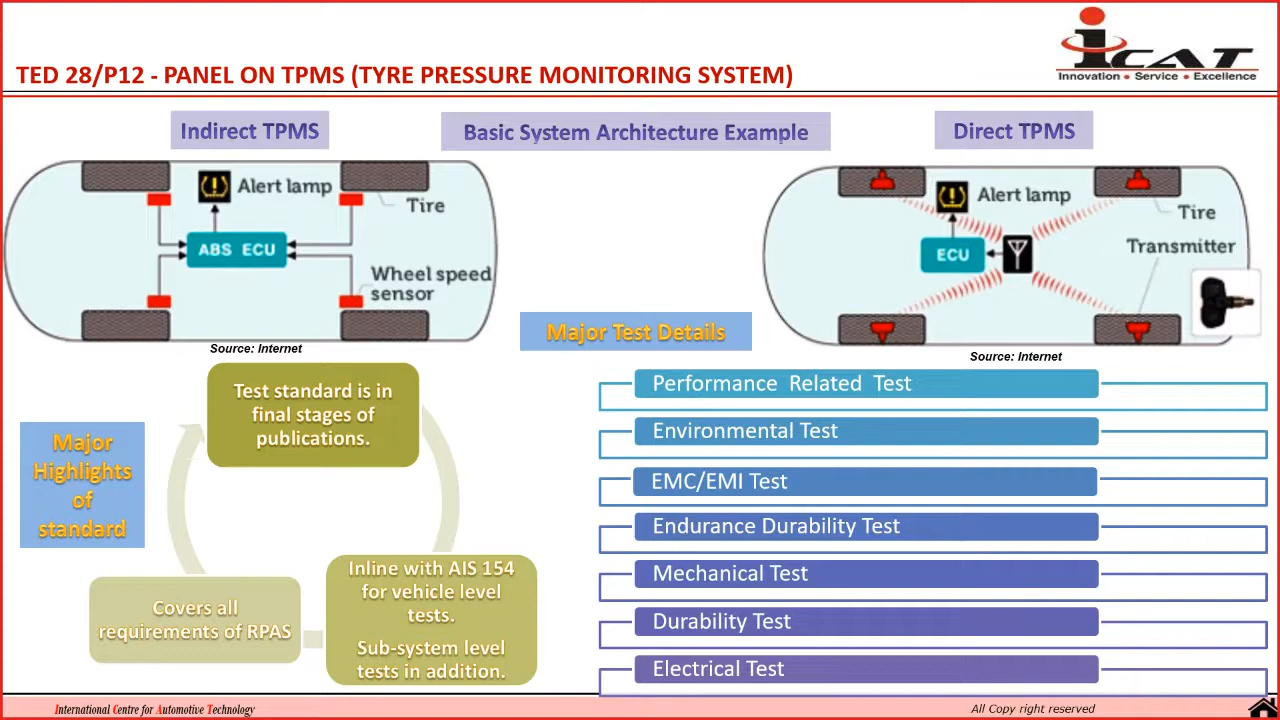 iCAT
Innovation • Service • Excellence
TED 28/P12 - PANEL ON TPMS (TYRE PRESSURE MONITORING SYSTEM)
Indirect TPMS
Basic System Architecture Example
Direct TPMS
Alert lamp
Tire
ABS ECU
Wheel speed
sensor
Source: Internet
Alert lamp
Tire
ECU
Transmitter
Source: Internet
Major Test Details
Major
Highlights
of
standard
Test standard is in
final stages of
publications.
Inline with AIS 154
for vehicle level
tests.
Sub-system level
tests in addition.
Covers all
requirements of RPAS
Performance Related Test
Environmental Test
EMC/EMI Test
Endurance Durability Test
Mechanical Test
Durability Test
Electrical Test
International Centre for Automotive Technology
All Copy right reserved